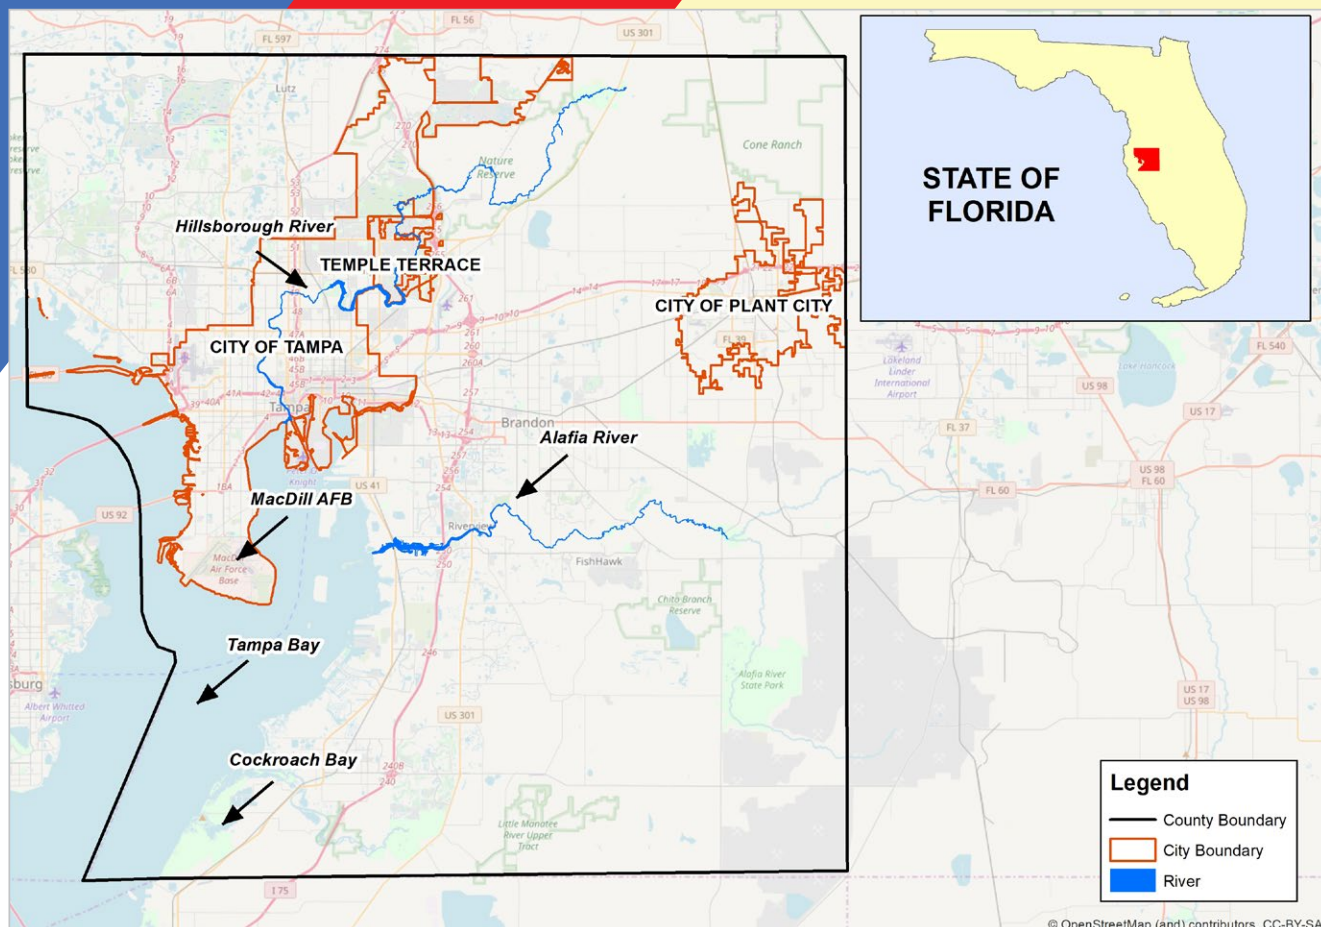 FL 56
FL 597
US 301
274
Lutz
Cone Ranch
Nature
Reserve
STATE OF
FLORIDA
Hillsborough River
TEMPLE TERRACE
CITY OF PLANT CITY
FL 39
CITY OF TAMPA
Tampa
Brandon
Alafia River
MacDill AFB
US 41
US 92
Riverview
FishHawk
Air Force
Base
Chito Branch
Reserve
Tampa Bay
Alafia River
State Park
Albert Whitted
Airport
US 301
Cockroach Bay
Little Manatee
River Upper
Tract
I 75
Lakeland
Linder
International
Airport
Lake Hancock
FL 540
US 98
US 17
FL 37
US 98
FL 60
FL 60
US 17
US 98
Legend
County Boundary
City Boundary
River
© OpenStreetMap (and) contributors, CC-BY-SA